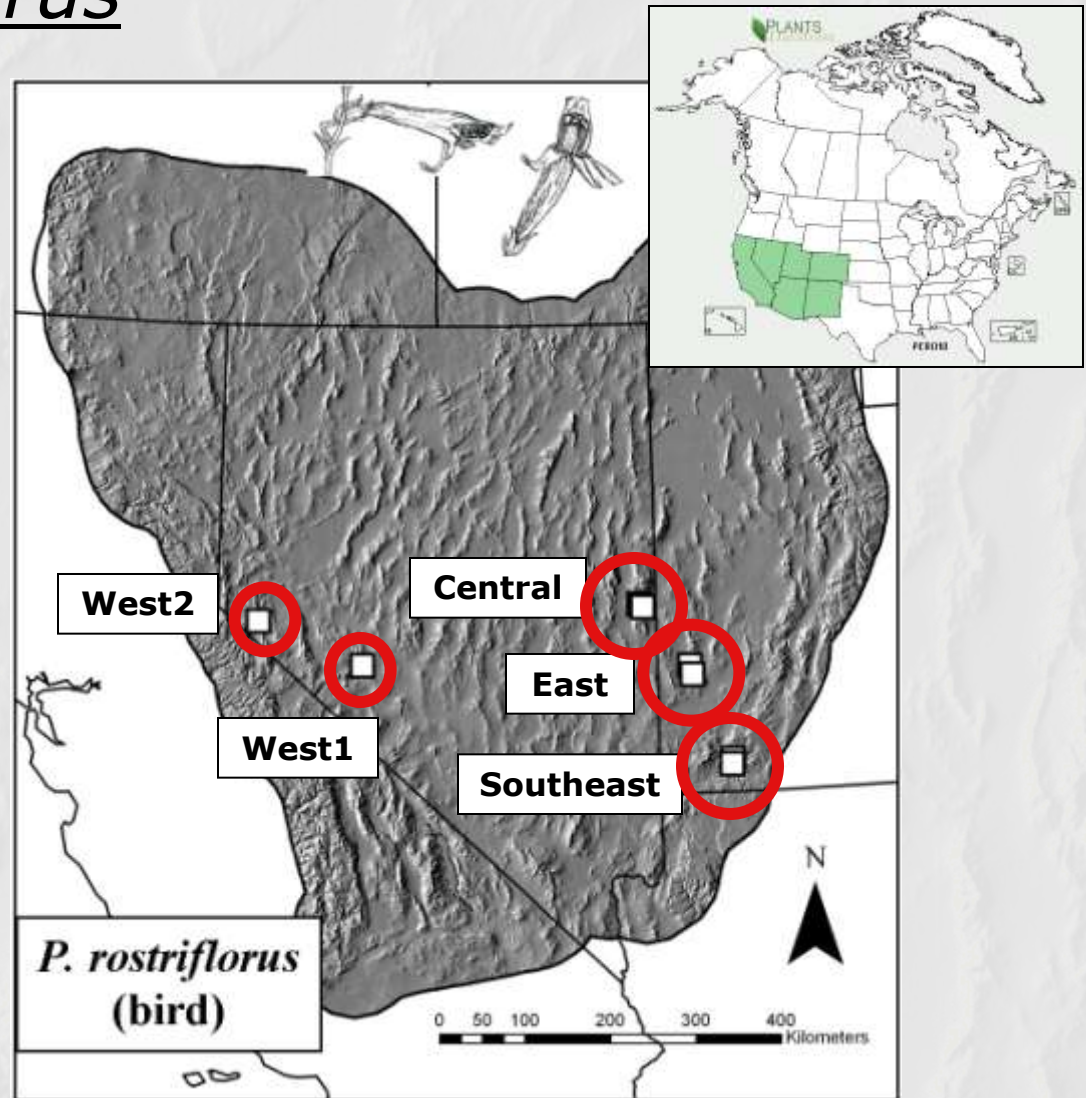 rus
PLANTS
West2
Central
East
West1
Southeast
N
P. rostriflorus
(bird)
0 50 100 200 300 400
Kilometers